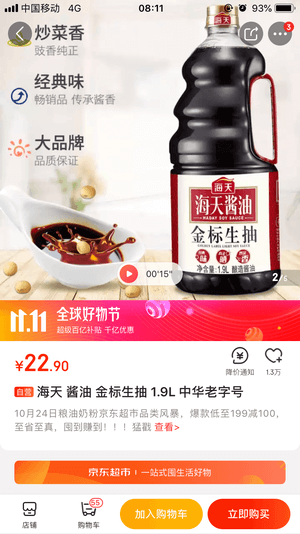 中国移动 4G 08:11 63%
炒菜香
豉香纯正
经典味
畅销品 传承酱香
大品牌
品质保证
3
海天
海天酱油
HADAY SOY SAUCE
金标生抽
净含量:1.9L 酿造酱油
00'15"
2/
11.11 全球好物节
超级百亿补贴 千亿优惠
¥22.90
降价通知 1.3万
自营 海天 酱油 金标生抽 1.9L 中华老字号
10月24日粮油奶粉京东超市品类风暴，爆款低至199减100，
至省至真，囤到赚到！！！猛戳 查看>
京东超市 一站式囤生活好物
55
店铺 购物车 加入购物车 立即购买